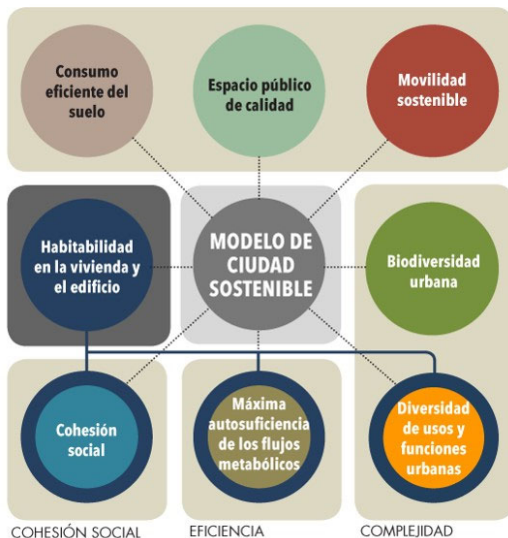 Consumo
eficiente del
suelo
Espacio público
de calidad
Movilidad
sostenible
Habitabilidad
en la vivienda y
el edificio
MODELO DE
CIUDAD
SOSTENIBLE
Biodiversidad
urbana
Cohesión
social
Máxima
autosuficiencia
de los flujos
metabólicos
Diversidad
de usos y
funciones
urbanas
COHESIÓN SOCIAL
EFICIENCIA
COMPLEJIDAD